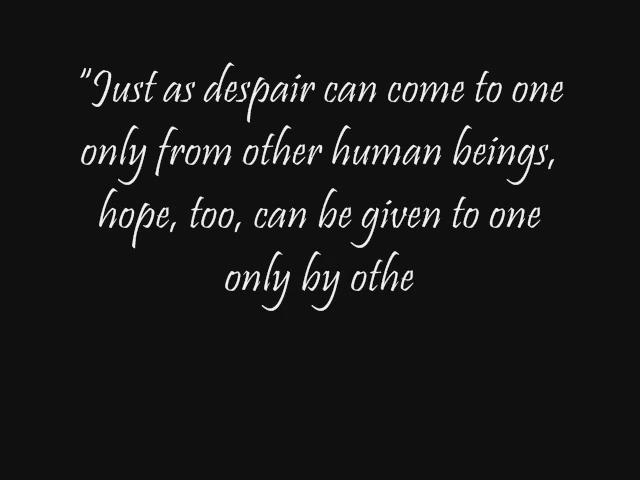 "Just as despair can come to one
only from other human beings,
hope, too, can be given to one
only by othe